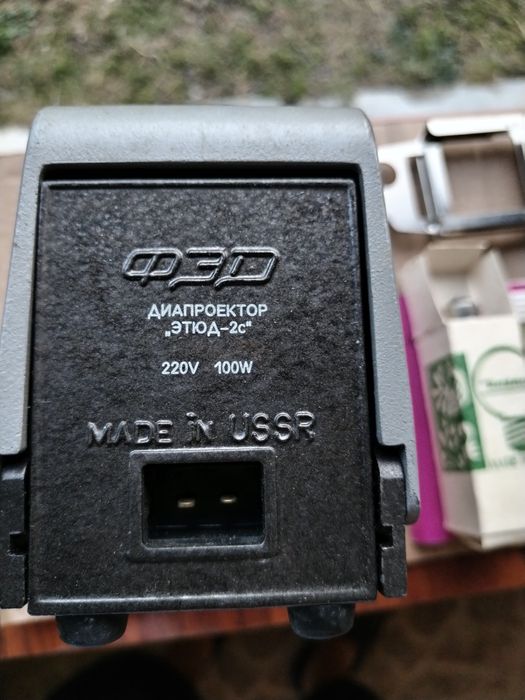 ФЭД
ДИАПРОЕКТОР
„ЭТЮД-2с"
220V 100W
MADE iN USSR